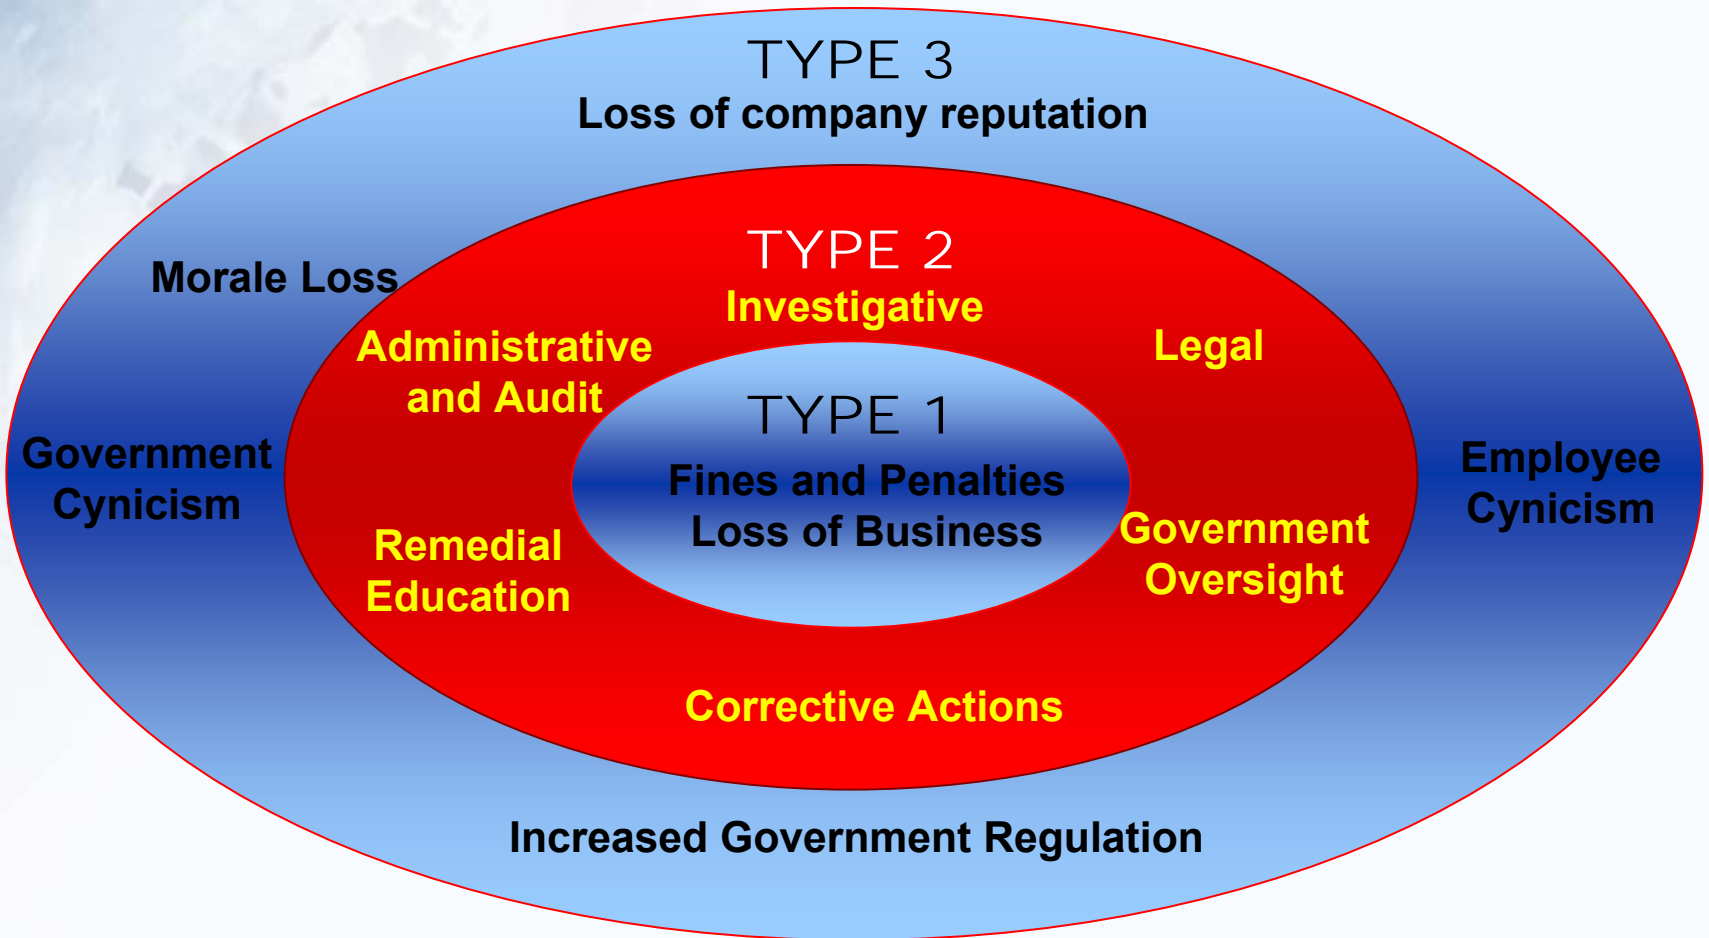 TYPE 3
Loss of company reputation
Morale Loss
Government
Cynicism
Employee
Cynicism
Increased Government Regulation
TYPE 2
Investigative
Administrative
and Audit
Legal
Remedial
Education
Government
Oversight
Corrective Actions
TYPE 1
Fines and Penalties
Loss of Business